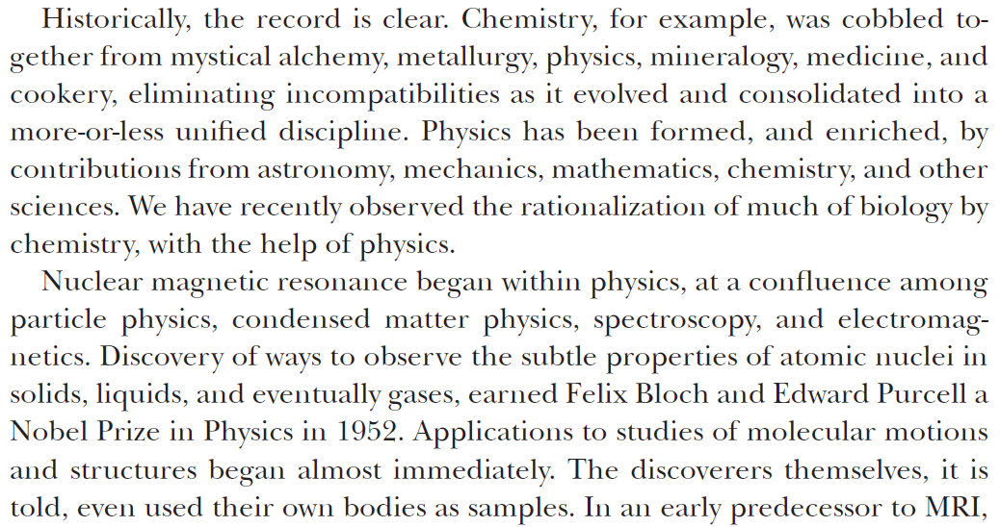 Historically, the record is clear. Chemistry, for example, was cobbled to-
gether from mystical alchemy, metallurgy, physics, mineralogy, medicine, and
cookery, eliminating incompatibilities as it evolved and consolidated into a
more-or-less unified discipline. Physics has been formed, and enriched, by
contributions from astronomy, mechanics, mathematics, chemistry, and other
sciences. We have recently observed the rationalization of much of biology by
chemistry, with the help of physics.
Nuclear magnetic resonance began within physics, at a confluence among
particle physics, condensed matter physics, spectroscopy, and electromag-
netics. Discovery of ways to observe the subtle properties of atomic nuclei in
solids, liquids, and eventually gases, earned Felix Bloch and Edward Purcell a
Nobel Prize in Physics in 1952. Applications to studies of molecular motions
and structures began almost immediately. The discoverers themselves, it is
told, even used their own bodies as samples. In an early predecessor to MRI,